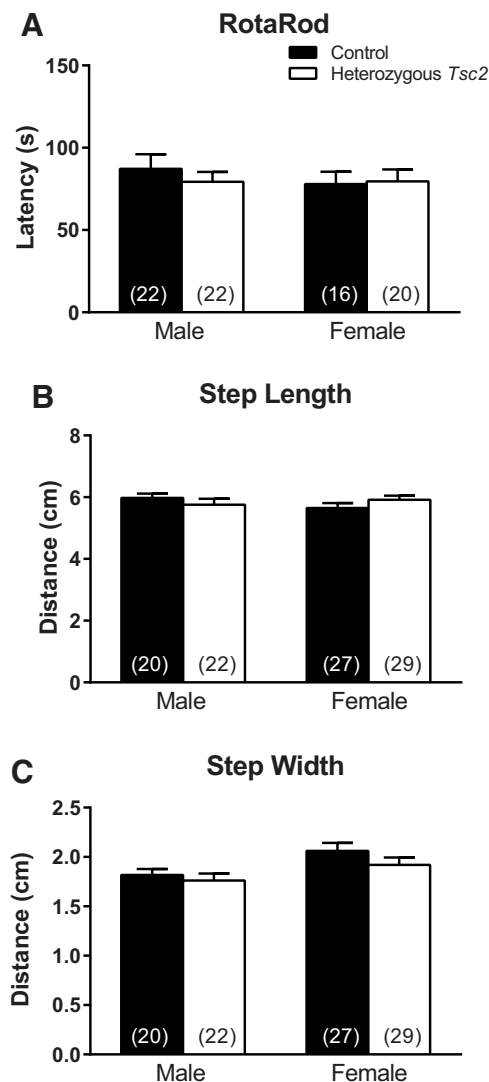 A
RotaRod
Control
Heterozygous Tsc2
Latency (s)
150
100
50
0
(22) (22) (16) (20)
Male Female
B
Step Length
Distance (cm)
8
6
4
2
0
(20) (22) (27) (29)
Male Female
C
Step Width
Distance (cm)
2.5
2.0
1.5
1.0
0.5
0.0
(20) (22) (27) (29)
Male Female